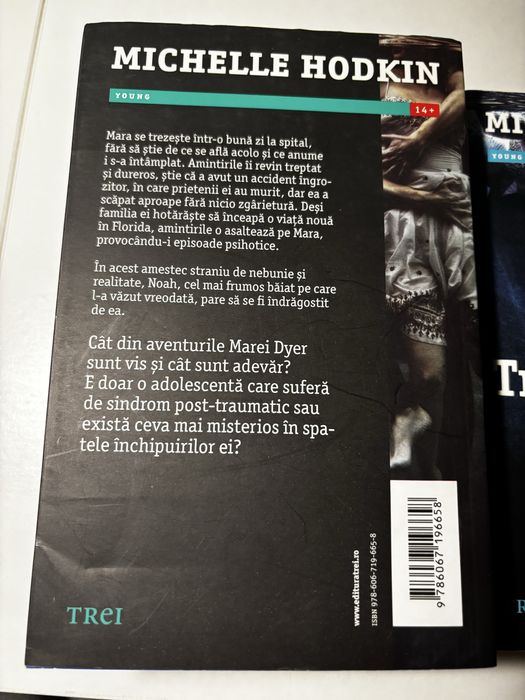 MICHELLE HODKIN
YOUNG
14+
Mara se trezește într-o bună zi la spital,
fără să știe de ce se află acolo și ce anume
i s-a întâmplat. Amintirile îi revin treptat
și dureros, știe că a avut un accident îngro-
zitor, în care prietenii ei au murit, dar ea a
scăpat aproape fără nicio zgârietură. Deși
familia ei hotărăște să înceapă o viață nouă
în Florida, amintirile o asaltează pe Mara,
provocându-i episoade psihotice.
În acest amestec straniu de nebunie și
realitate, Noah, cel mai frumos băiat pe care
l-a văzut vreodată, pare să se fi îndrăgostit
de ea.
Cât din aventurile Marei Dyer
sunt vis și cât sunt adevăr?
E doar o adolescentă care suferă
de sindrom post-traumatic sau
există ceva mai misterios în spa-
tele închipuirilor ei?
TREI
www.edituratrei.ro
ISBN 978-606-719-665-8
9 786067 196658
MI
YOUNG
Tr
R